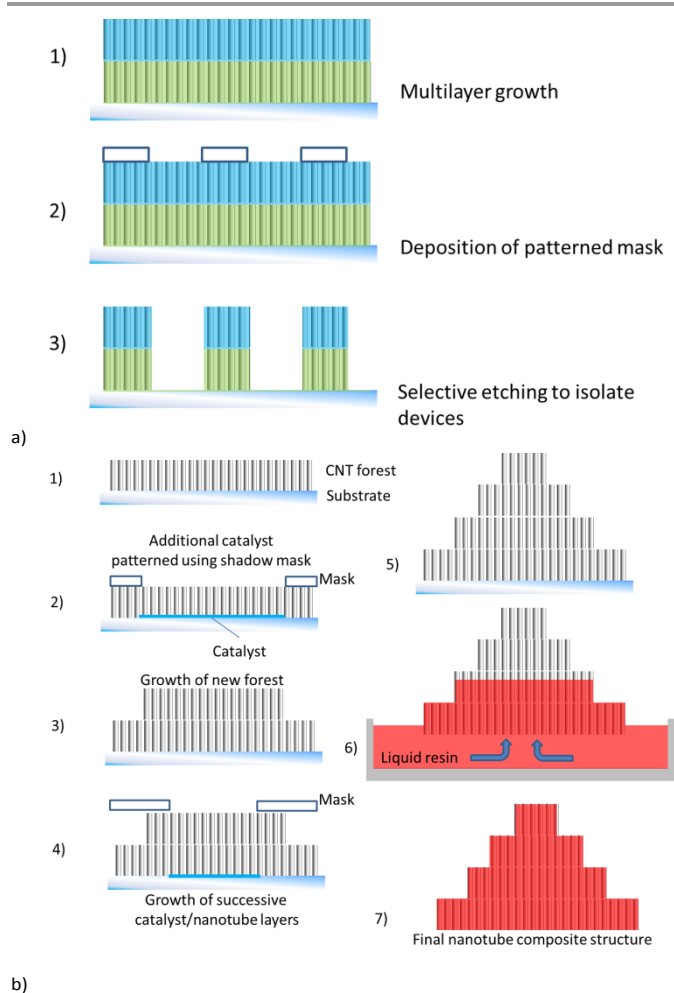 1)
Multilayer growth
2)
Deposition of patterned mask
3)
Selective etching to isolate
devices
a)
1)
CNT forest
Substrate
Additional catalyst
patterned using shadow mask
Mask
2)
Catalyst
Growth of new forest
3)
Mask
4)
Growth of successive
catalyst/nanotube layers
5)
6)
Liquid resin
7)
Final nanotube composite structure
b)